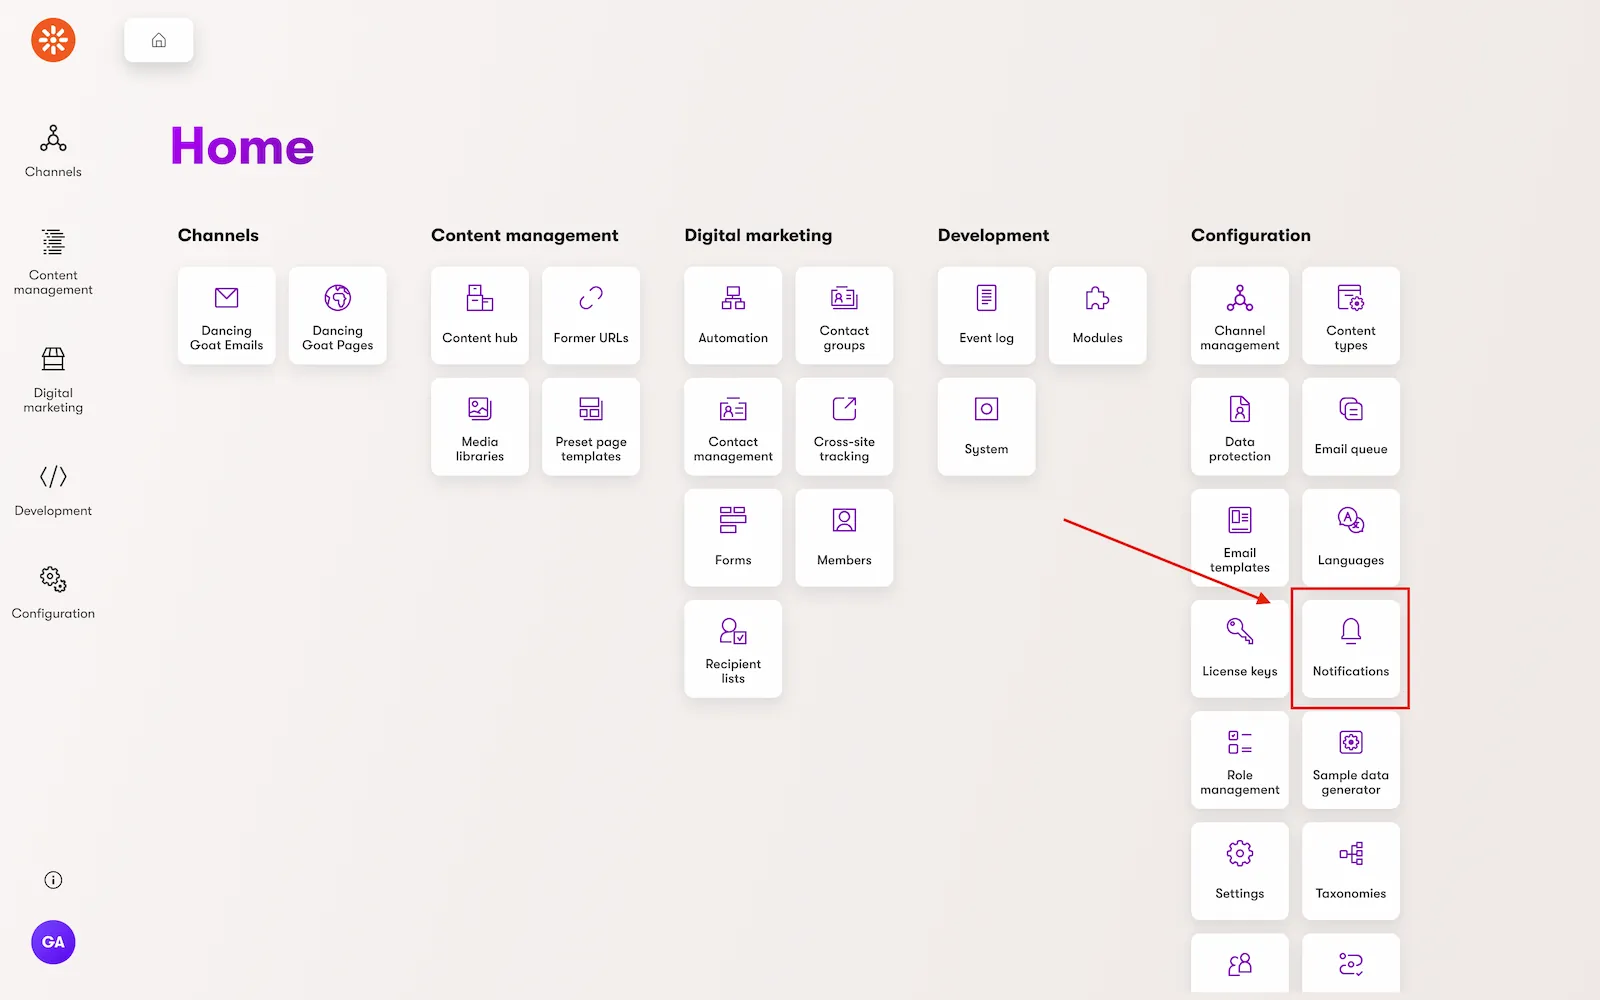 Channels
Content
management
Digital
marketing
Development
Configuration
GA
Home
Channels
Dancing
Goat Emails
Dancing
Goat Pages
Content management
Content hub
Former URLs
Media
libraries
Preset page
templates
Digital marketing
Automation
Contact
groups
Contact
management
Cross-site
tracking
Forms
Members
Recipient
lists
Development
Event log
Modules
System
Configuration
Channel
management
Content
types
Data
protection
Email queue
Email
templates
Languages
License keys
Notifications
Role
management
Sample data
generator
Settings
Taxonomies